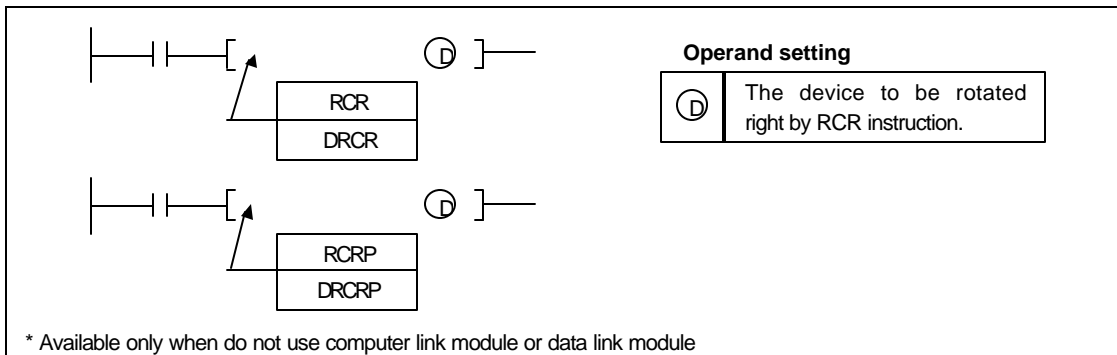 D
Operand setting
D
The device to be rotated
right by RCR instruction.
RCR
DRCR
D
RCRP
DRCRP
* Available only when do not use computer link module or data link module